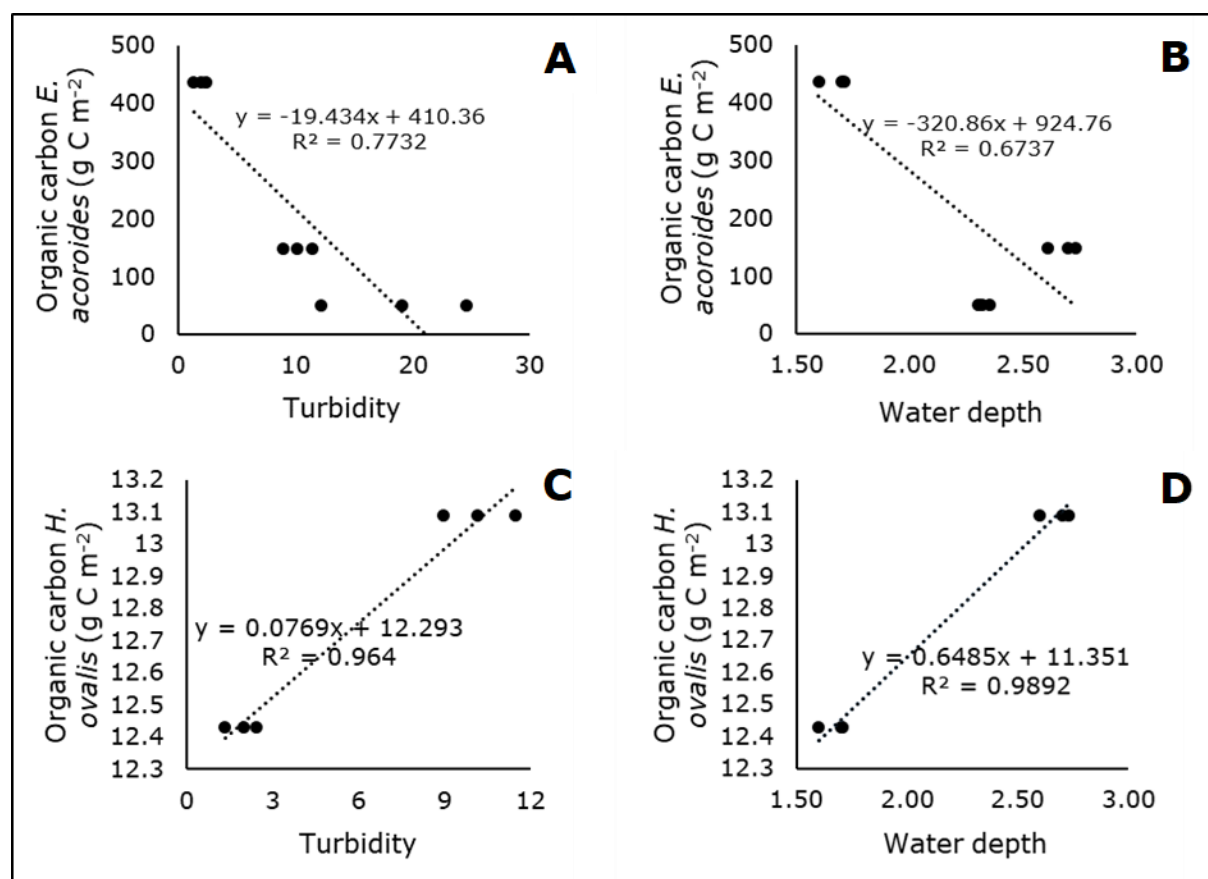 A
Organic carbon E.
acoroides (g C m⁻²)
500
400
300
200
100
0
y = -19.434x + 410.36
R² = 0.7732
0 10 20 30
Turbidity
B
Organic carbon E.
acoroides (g C m⁻²)
500
400
300
200
100
0
y = -320.86x + 924.76
R² = 0.6737
1.50 2.00 2.50 3.00
Water depth
C
Organic carbon H.
ovalis (g C m⁻²)
13.2
13.1
13
12.9
12.8
12.7
12.6
12.5
12.4
12.3
y = 0.0769x + 12.293
R² = 0.964
0 3 6 9 12
Turbidity
D
Organic carbon H.
ovalis (g C m⁻²)
13.2
13.1
13
12.9
12.8
12.7
12.6
12.5
12.4
12.3
y = 0.6485x + 11.351
R² = 0.9892
1.50 2.00 2.50 3.00
Water depth